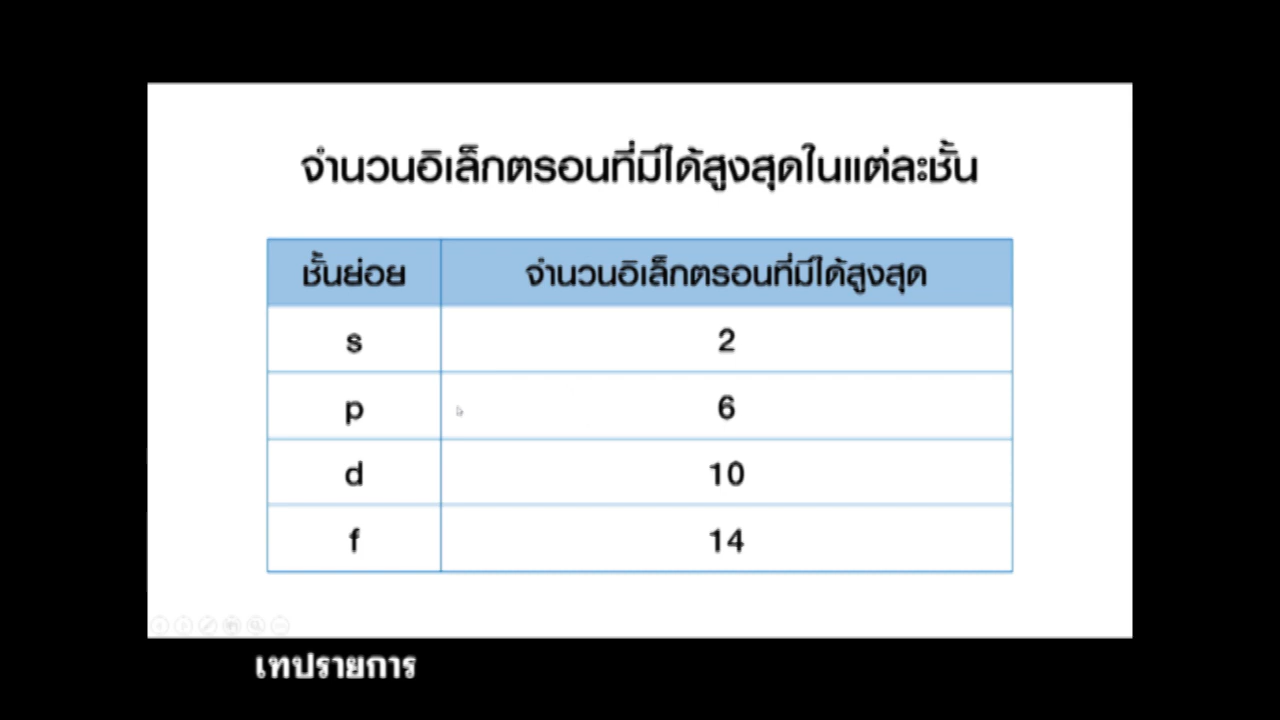 จำนวนอิเล็กตรอนที่มีได้สูงสุดในแต่ละชั้น
ชั้นย่อย จำนวนอิเล็กตรอนที่มีได้สูงสุด
s 2
p 6
d 10
f 14
เทปรายการ